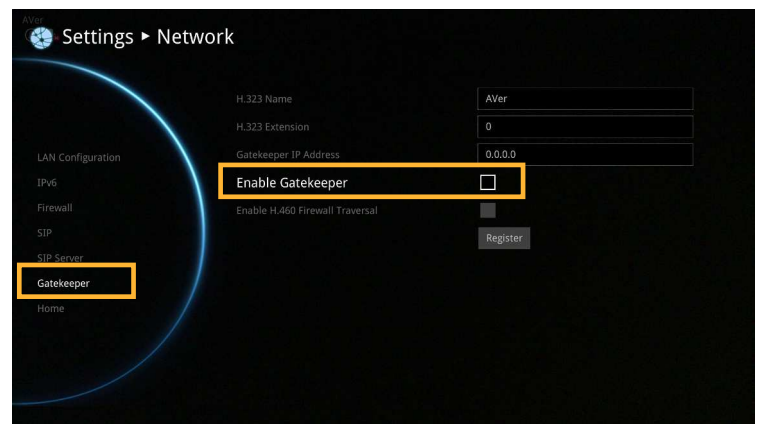 AVer
Settings ► Network
H.323 Name AVer
H.323 Extension 0
Gatekeeper IP Address 0.0.0.0
Enable Gatekeeper
Enable H.460 Firewall Traversal
Register
LAN Configuration
IPv6
Firewall
SIP
SIP Server
Gatekeeper
Home